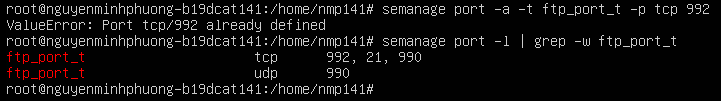 root@nguyenminhphuong-b19dcat141:/home/nmp141# semanage port -a -t ftp_port_t -p tcp 992
ValueError: Port tcp/992 already defined
root@nguyenminhphuong-b19dcat141:/home/nmp141# semanage port -l | grep -w ftp_port_t
ftp_port_t                     tcp      992, 21, 990
ftp_port_t                     udp      990
root@nguyenminhphuong-b19dcat141:/home/nmp141#